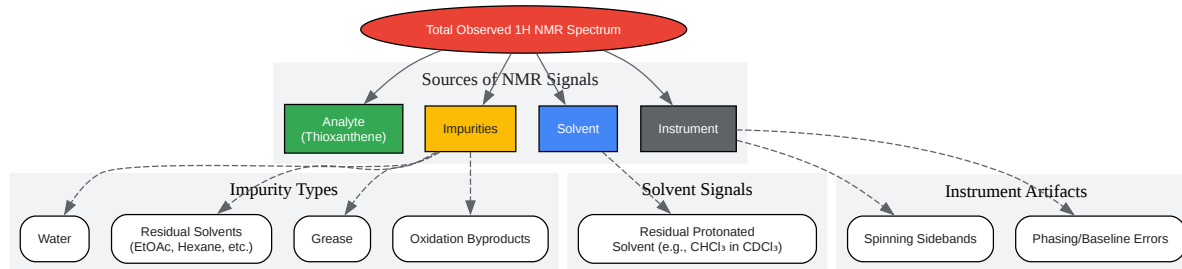 Total Observed 1H NMR Spectrum
Sources of NMR Signals
Analyte
(Thioxanthene)
Impurities
Solvent
Instrument
Impurity Types
Solvent Signals
Instrument Artifacts
Water
Residual Solvents
(EtOAc, Hexane, etc.)
Grease
Oxidation Byproducts
Residual Protonated
Solvent (e.g., CHCl₃ in CDCl₃)
Spinning Sidebands
Phasing/Baseline Errors